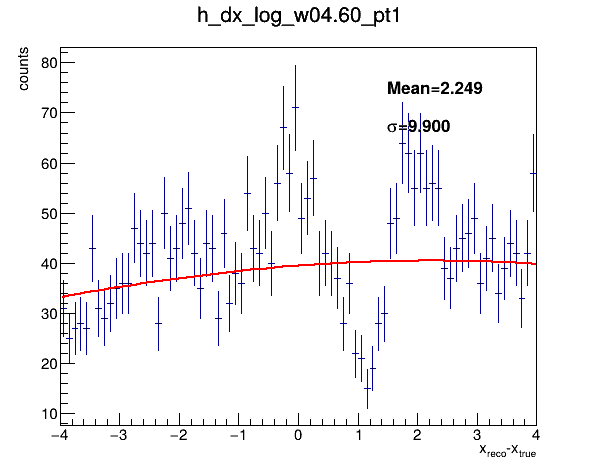 h_dx_log_w04.60_pt1
counts
Mean=2.249
σ=9.900
80
70
60
50
40
30
20
10
−4 −3 −2 −1 0 1 2 3 4
x_reco-x_true